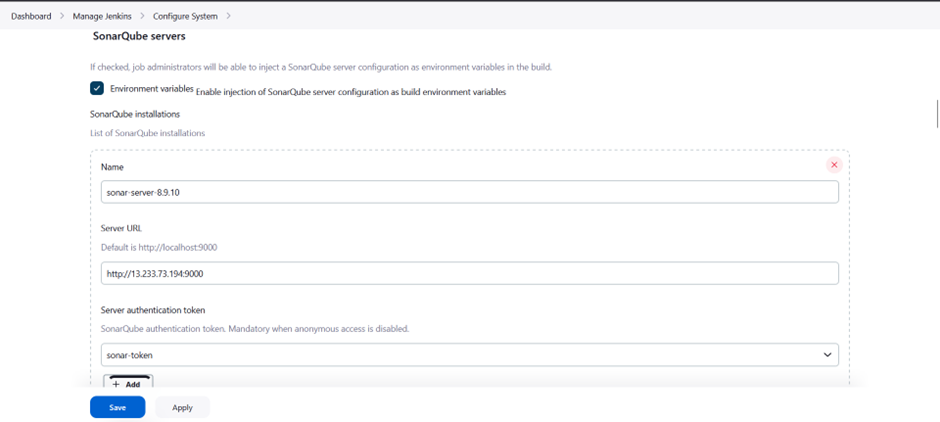 Dashboard > Manage Jenkins > Configure System >
SonarQube servers
If checked, job administrators will be able to inject a SonarQube server configuration as environment variables in the build.
Environment variables Enable injection of SonarQube server configuration as build environment variables
SonarQube installations
List of SonarQube installations
Name
sonar-server-8.9.10
Server URL
Default is http://localhost:9000
http://13.233.73.194:9000
Server authentication token
SonarQube authentication token. Mandatory when anonymous access is disabled.
sonar-token
+ Add
Save Apply